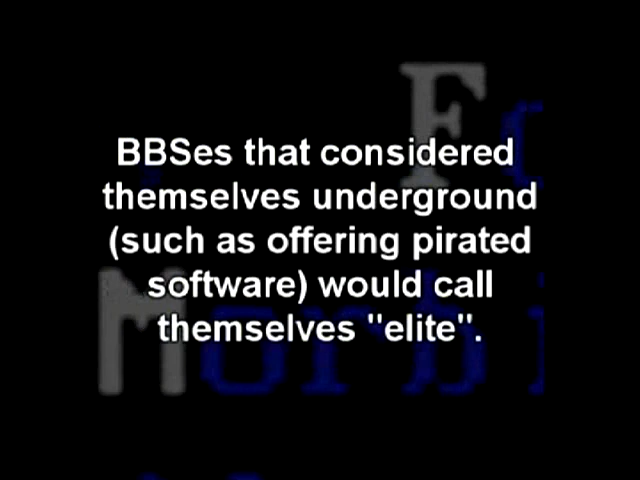 BBSes that considered
themselves underground
(such as offering pirated
software) would call
themselves "elite".